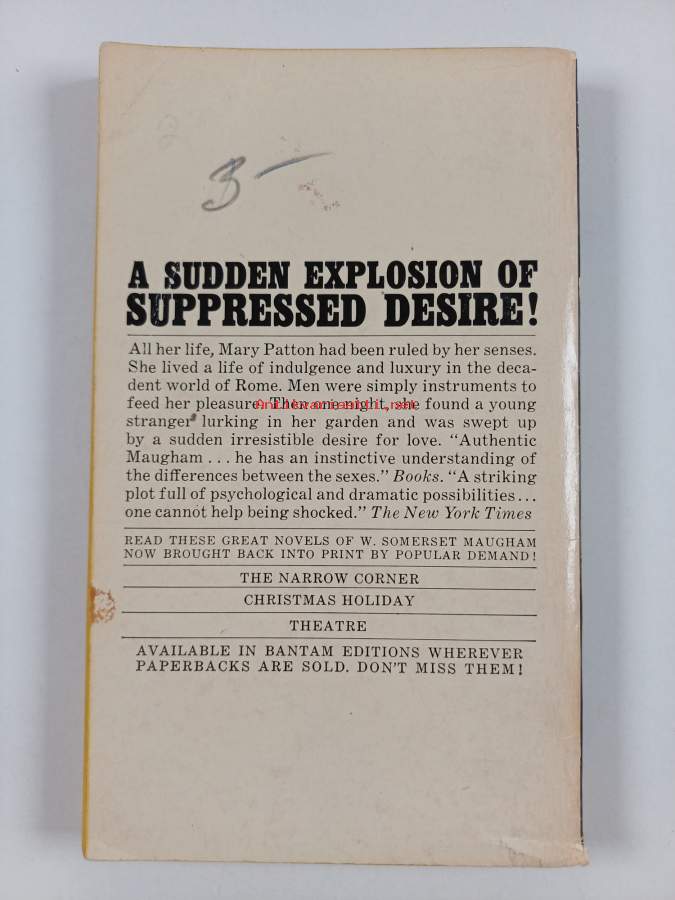 3 –
A SUDDEN EXPLOSION OF
SUPPRESSED DESIRE!
All her life, Mary Patton had been ruled by her senses.
She lived a life of indulgence and luxury in the deca-
dent world of Rome. Men were simply instruments to
feed her pleasure. Then one night, she found a young
Antikvariaatti.net
stranger lurking in her garden and was swept up
by a sudden irresistible desire for love. “Authentic
Maugham . . . he has an instinctive understanding of
the differences between the sexes.” Books. “A striking
plot full of psychological and dramatic possibilities . . .
one cannot help being shocked.” The New York Times
READ THESE GREAT NOVELS OF W. SOMERSET MAUGHAM
NOW BROUGHT BACK INTO PRINT BY POPULAR DEMAND!
THE NARROW CORNER
CHRISTMAS HOLIDAY
THEATRE
AVAILABLE IN BANTAM EDITIONS WHEREVER
PAPERBACKS ARE SOLD. DON'T MISS THEM!